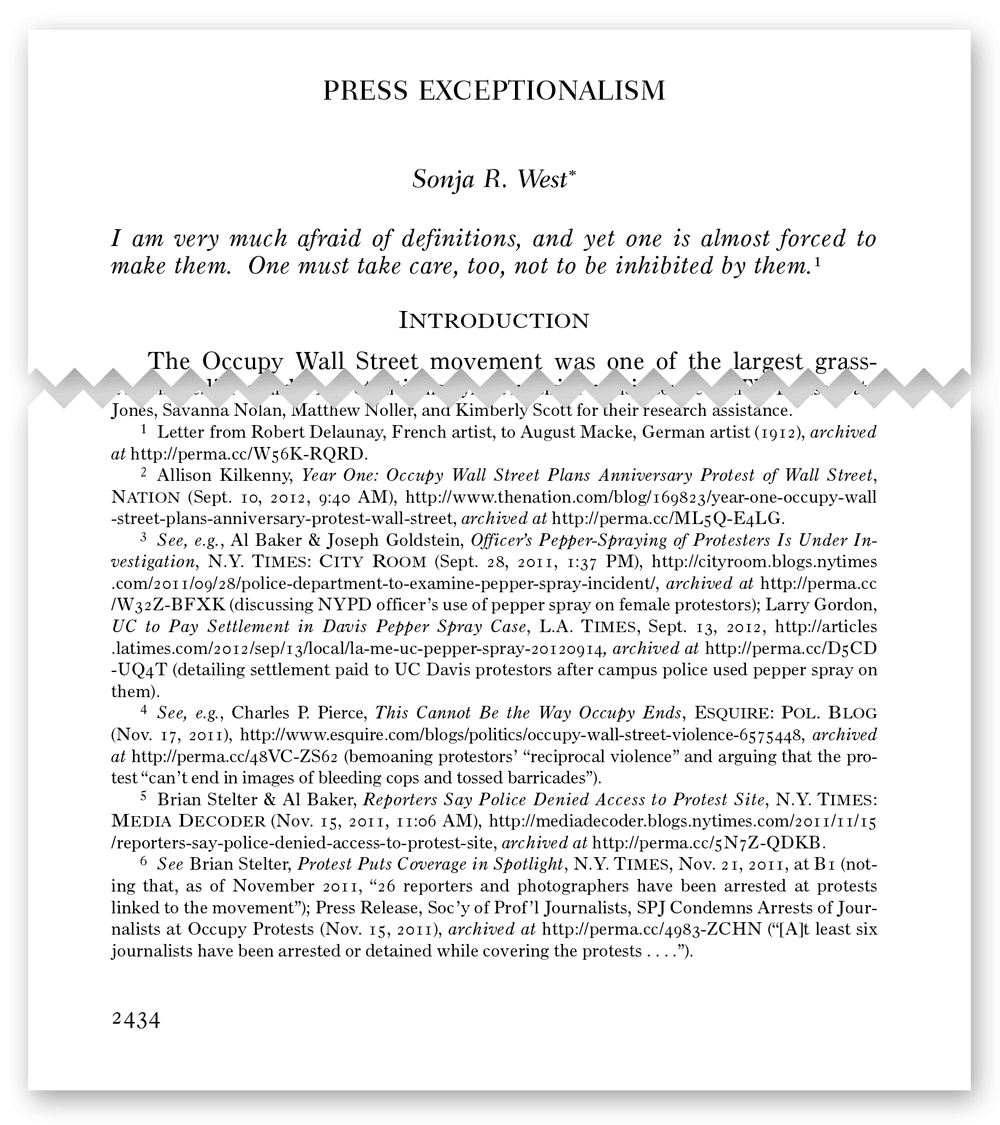 PRESS EXCEPTIONALISM
Sonja R. West*
I am very much afraid of definitions, and yet one is almost forced to
make them. One must take care, too, not to be inhibited by them.¹
INTRODUCTION
The Occupy Wall Street movement was one of the largest grass-
Jones, Savanna Nolan, Matthew Noller, and Kimberly Scott for their research assistance.
¹ Letter from Robert Delaunay, French artist, to August Macke, German artist (1912), archived
at http://perma.cc/W56K-RQRD.
² Allison Kilkenny, Year One: Occupy Wall Street Plans Anniversary Protest of Wall Street,
NATION (Sept. 10, 2012, 9:40 AM), http://www.thenation.com/blog/169823/year-one-occupy-wall
-street-plans-anniversary-protest-wall-street, archived at http://perma.cc/ML5Q-E4LG.
³ See, e.g., Al Baker & Joseph Goldstein, Officer's Pepper-Spraying of Protesters Is Under In-
vestigation, N.Y. TIMES: CITY ROOM (Sept. 28, 2011, 1:37 PM), http://cityroom.blogs.nytimes
.com/2011/09/28/police-department-to-examine-pepper-spray-incident/, archived at http://perma.cc
/W32Z-BFXK (discussing NYPD officer's use of pepper spray on female protestors); Larry Gordon,
UC to Pay Settlement in Davis Pepper Spray Case, L.A. TIMES, Sept. 13, 2012, http://articles
.latimes.com/2012/sep/13/local/la-me-uc-pepper-spray-20120914, archived at http://perma.cc/D5CD
-UQ4T (detailing settlement paid to UC Davis protestors after campus police used pepper spray on
them).
⁴ See, e.g., Charles P. Pierce, This Cannot Be the Way Occupy Ends, ESQUIRE: POL. BLOG
(Nov. 17, 2011), http://www.esquire.com/blogs/politics/occupy-wall-street-violence-6575448, archived
at http://perma.cc/48VC-ZS62 (bemoaning protestors' “reciprocal violence” and arguing that the pro-
test “can't end in images of bleeding cops and tossed barricades”).
⁵ Brian Stelter & Al Baker, Reporters Say Police Denied Access to Protest Site, N.Y. TIMES:
MEDIA DECODER (Nov. 15, 2011, 11:06 AM), http://mediadecoder.blogs.nytimes.com/2011/11/15
/reporters-say-police-denied-access-to-protest-site, archived at http://perma.cc/5N7Z-QDKB.
⁶ See Brian Stelter, Protest Puts Coverage in Spotlight, N.Y. TIMES, Nov. 21, 2011, at B1 (not-
ing that, as of November 2011, “26 reporters and photographers have been arrested at protests
linked to the movement”); Press Release, Soc'y of Prof'l Journalists, SPJ Condemns Arrests of Jour-
nalists at Occupy Protests (Nov. 15, 2011), archived at http://perma.cc/4983-ZCHN (“[A]t least six
journalists have been arrested or detained while covering the protests . . . .”).
2434